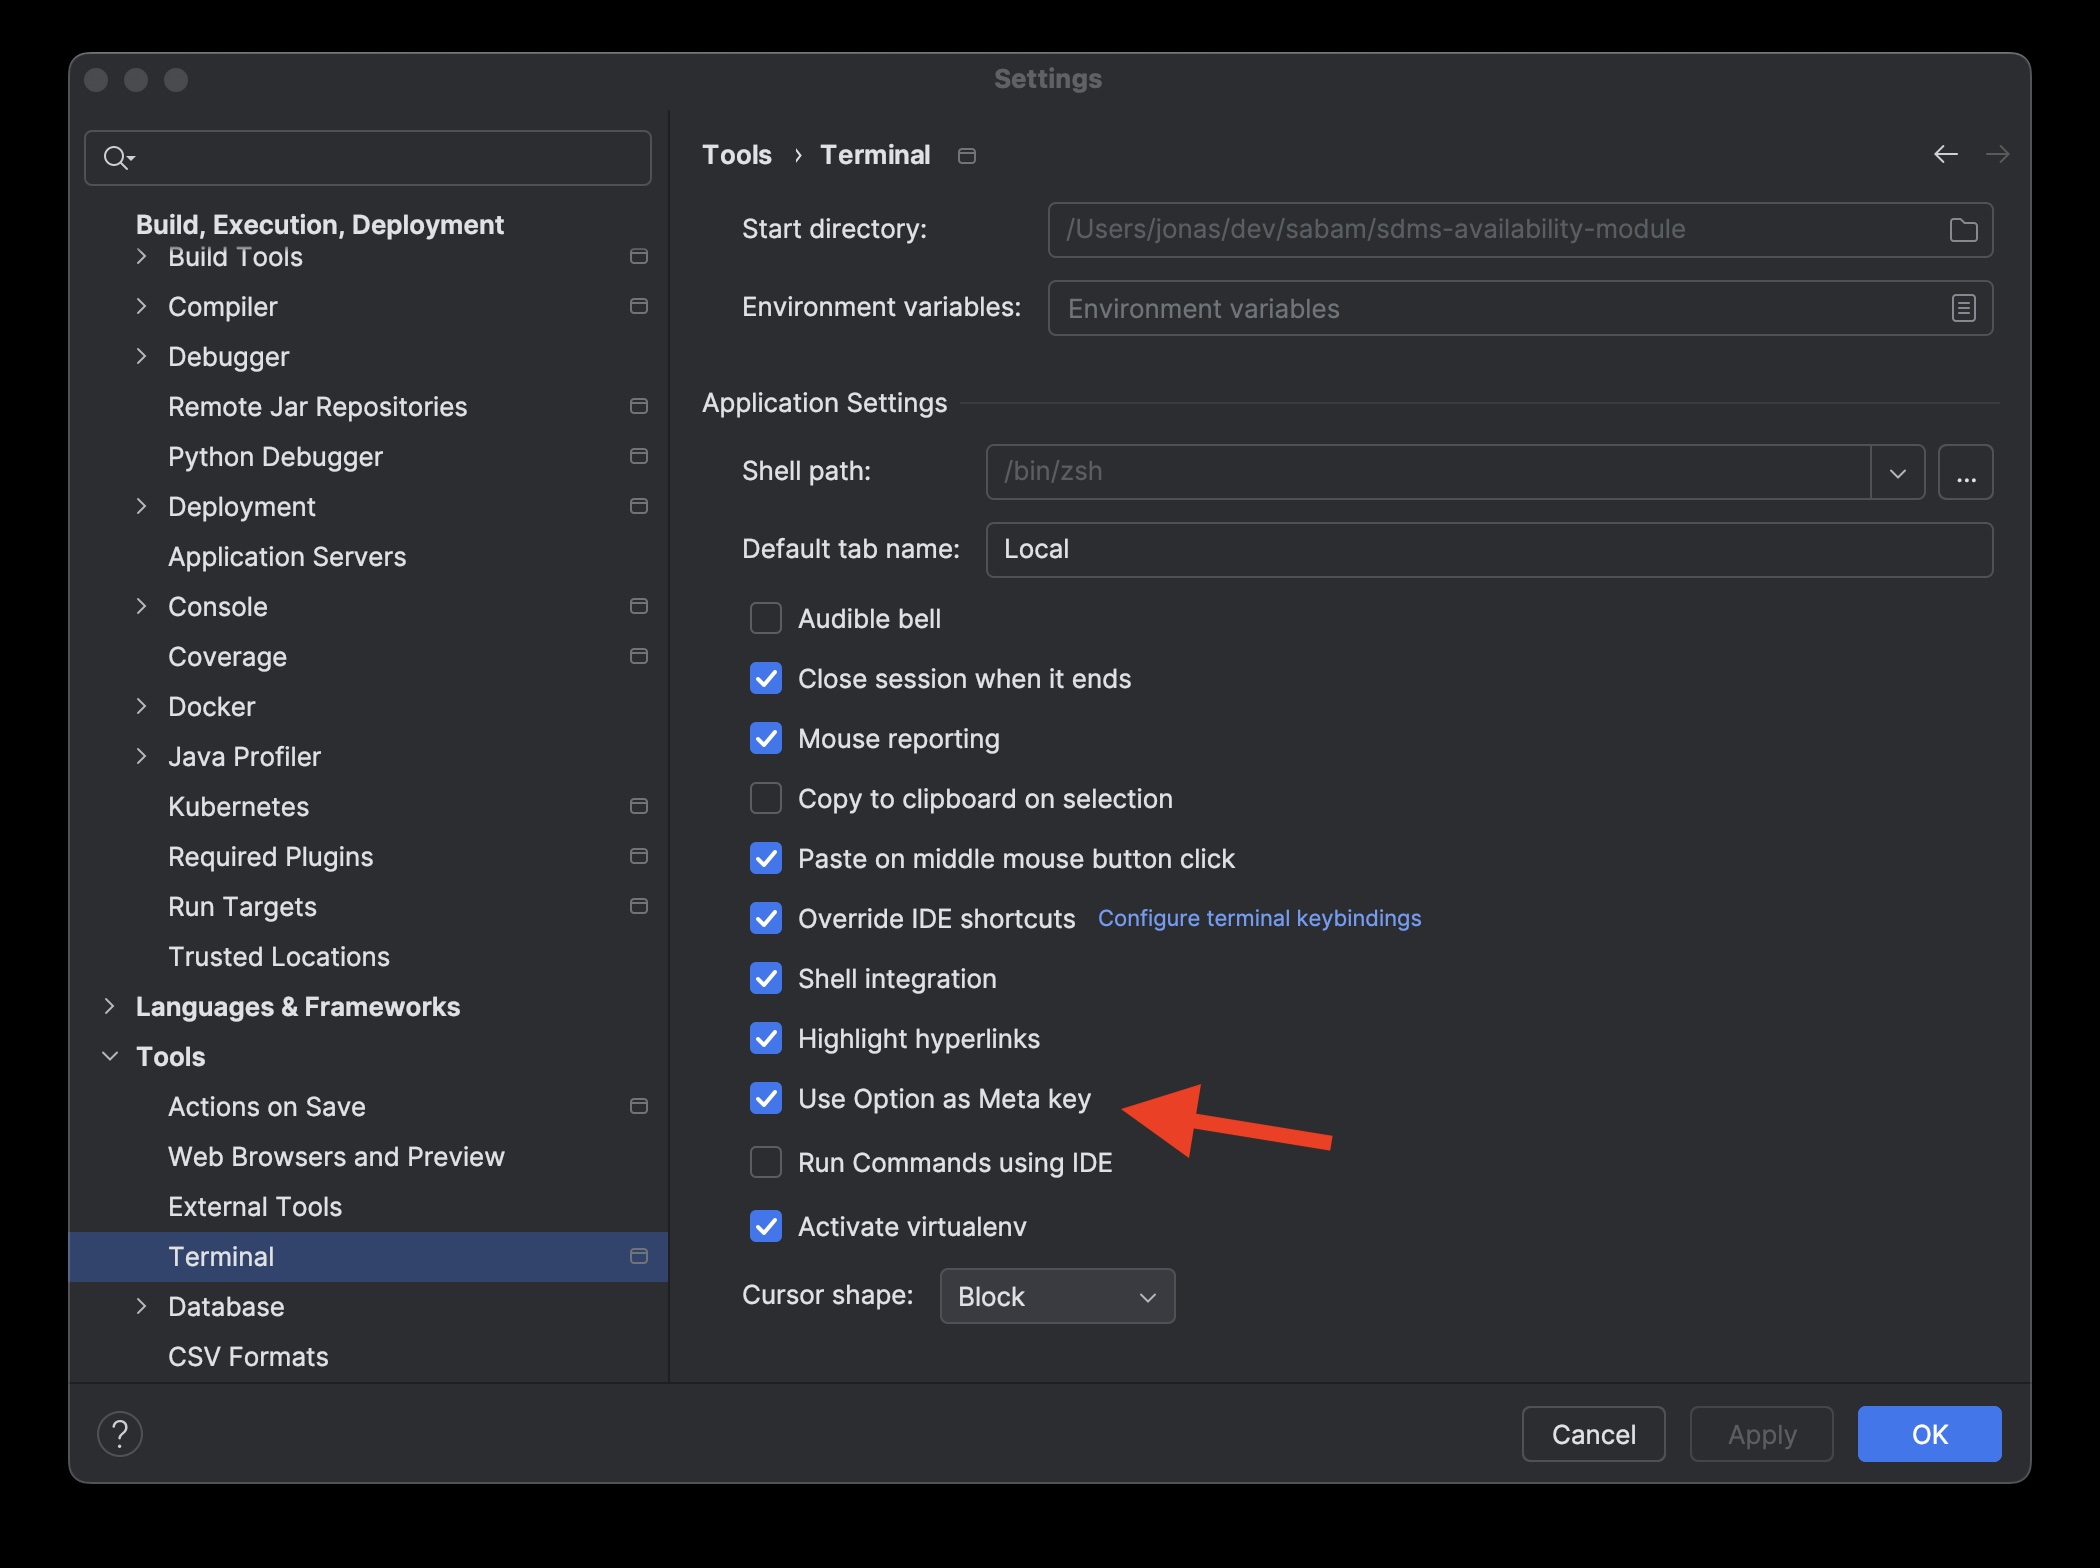 Settings
Build, Execution, Deployment
Build Tools
Compiler
Debugger
Remote Jar Repositories
Python Debugger
Deployment
Application Servers
Console
Coverage
Docker
Java Profiler
Kubernetes
Required Plugins
Run Targets
Trusted Locations
Languages & Frameworks
Tools
Actions on Save
Web Browsers and Preview
External Tools
Terminal
Database
CSV Formats
Tools › Terminal
Start directory: /Users/jonas/dev/sabam/sdms-availability-module
Environment variables: Environment variables
Application Settings
Shell path: /bin/zsh ...
Default tab name: Local
Audible bell
Close session when it ends
Mouse reporting
Copy to clipboard on selection
Paste on middle mouse button click
Override IDE shortcuts Configure terminal keybindings
Shell integration
Highlight hyperlinks
Use Option as Meta key
Run Commands using IDE
Activate virtualenv
Cursor shape: Block
? Cancel Apply OK